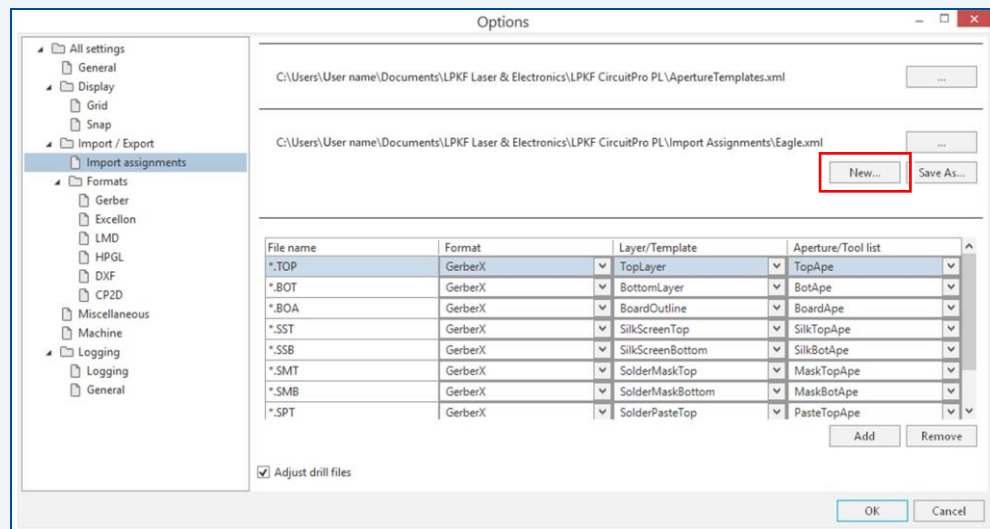 Options
All settings
General
Display
Grid
Snap
Import / Export
Import assignments
Formats
Gerber
Excellon
LMD
HPGL
DXF
CP2D
Miscellaneous
Machine
Logging
Logging
General
C:\Users\User name\Documents\LPKF Laser & Electronics\LPKF CircuitPro PL\ApertureTemplates.xml ...
C:\Users\User name\Documents\LPKF Laser & Electronics\LPKF CircuitPro PL\Import Assignments\Eagle.xml ...
New... Save As...
File name Format Layer/Template Aperture/Tool list
*.TOP GerberX TopLayer TopApe
*.BOT GerberX BottomLayer BotApe
*.BOA GerberX BoardOutline BoardApe
*.SST GerberX SilkScreenTop SilkTopApe
*.SSB GerberX SilkScreenBottom SilkBotApe
*.SMT GerberX SolderMaskTop MaskTopApe
*.SMB GerberX SolderMaskBottom MaskBotApe
*.SPT GerberX SolderPasteTop PasteTopApe
Add Remove
Adjust drill files
OK Cancel